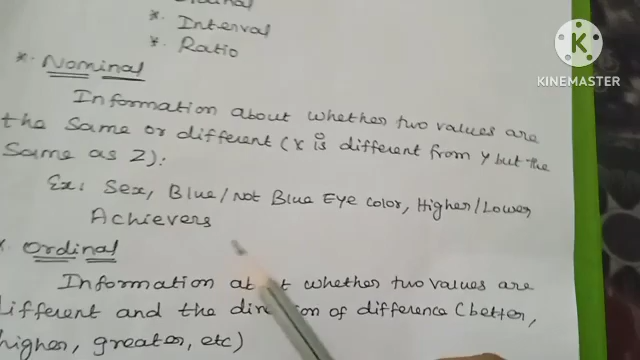 * Interval
* Ratio
K
KINEMASTER
* Nominal
Information about whether two values are
the same or different (x is different from y but the
same as z):
Ex: Sex, Blue/Not Blue Eye color, Higher/Lower
Achievers
* Ordinal
Information about whether two values are
different and the direction of difference (better,
higher, greater, etc)